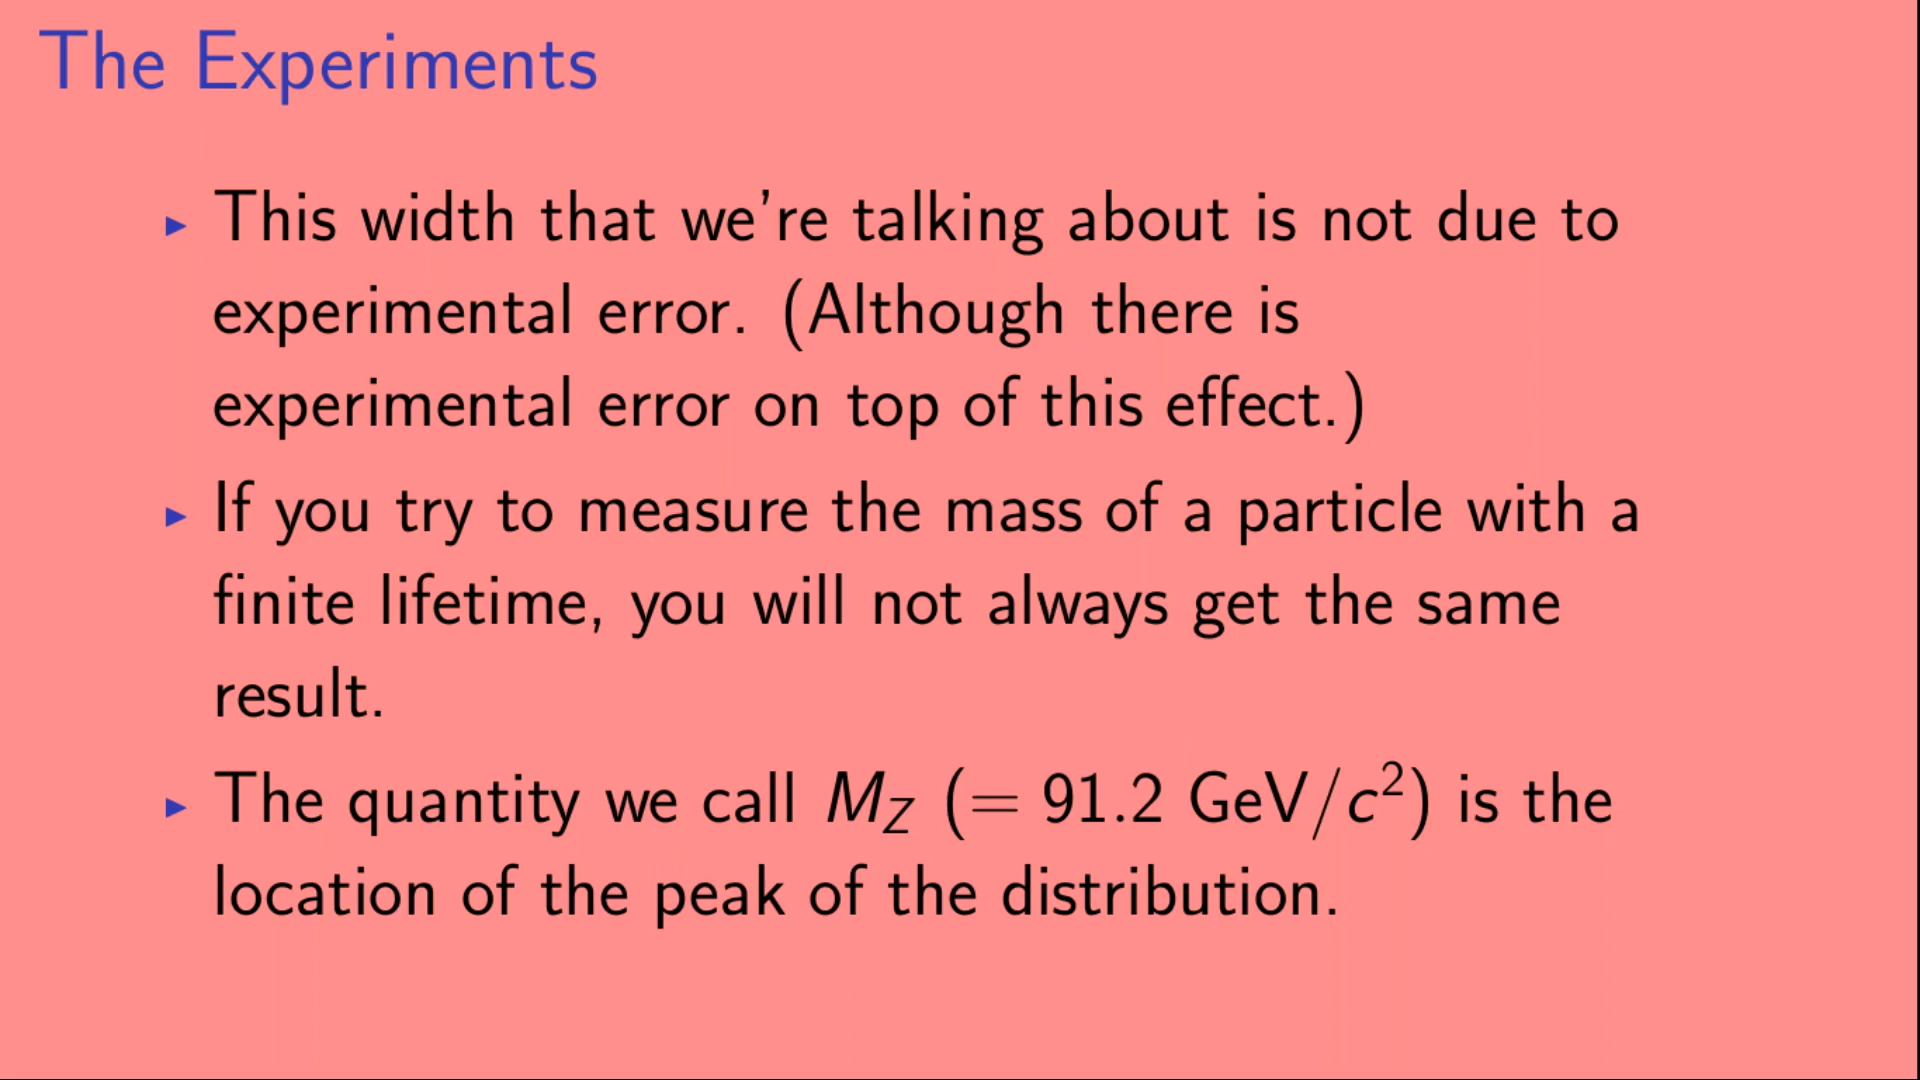 The Experiments
▸ This width that we're talking about is not due to
experimental error. (Although there is
experimental error on top of this effect.)
▸ If you try to measure the mass of a particle with a
finite lifetime, you will not always get the same
result.
▸ The quantity we call M_Z (= 91.2 GeV/c²) is the
location of the peak of the distribution.